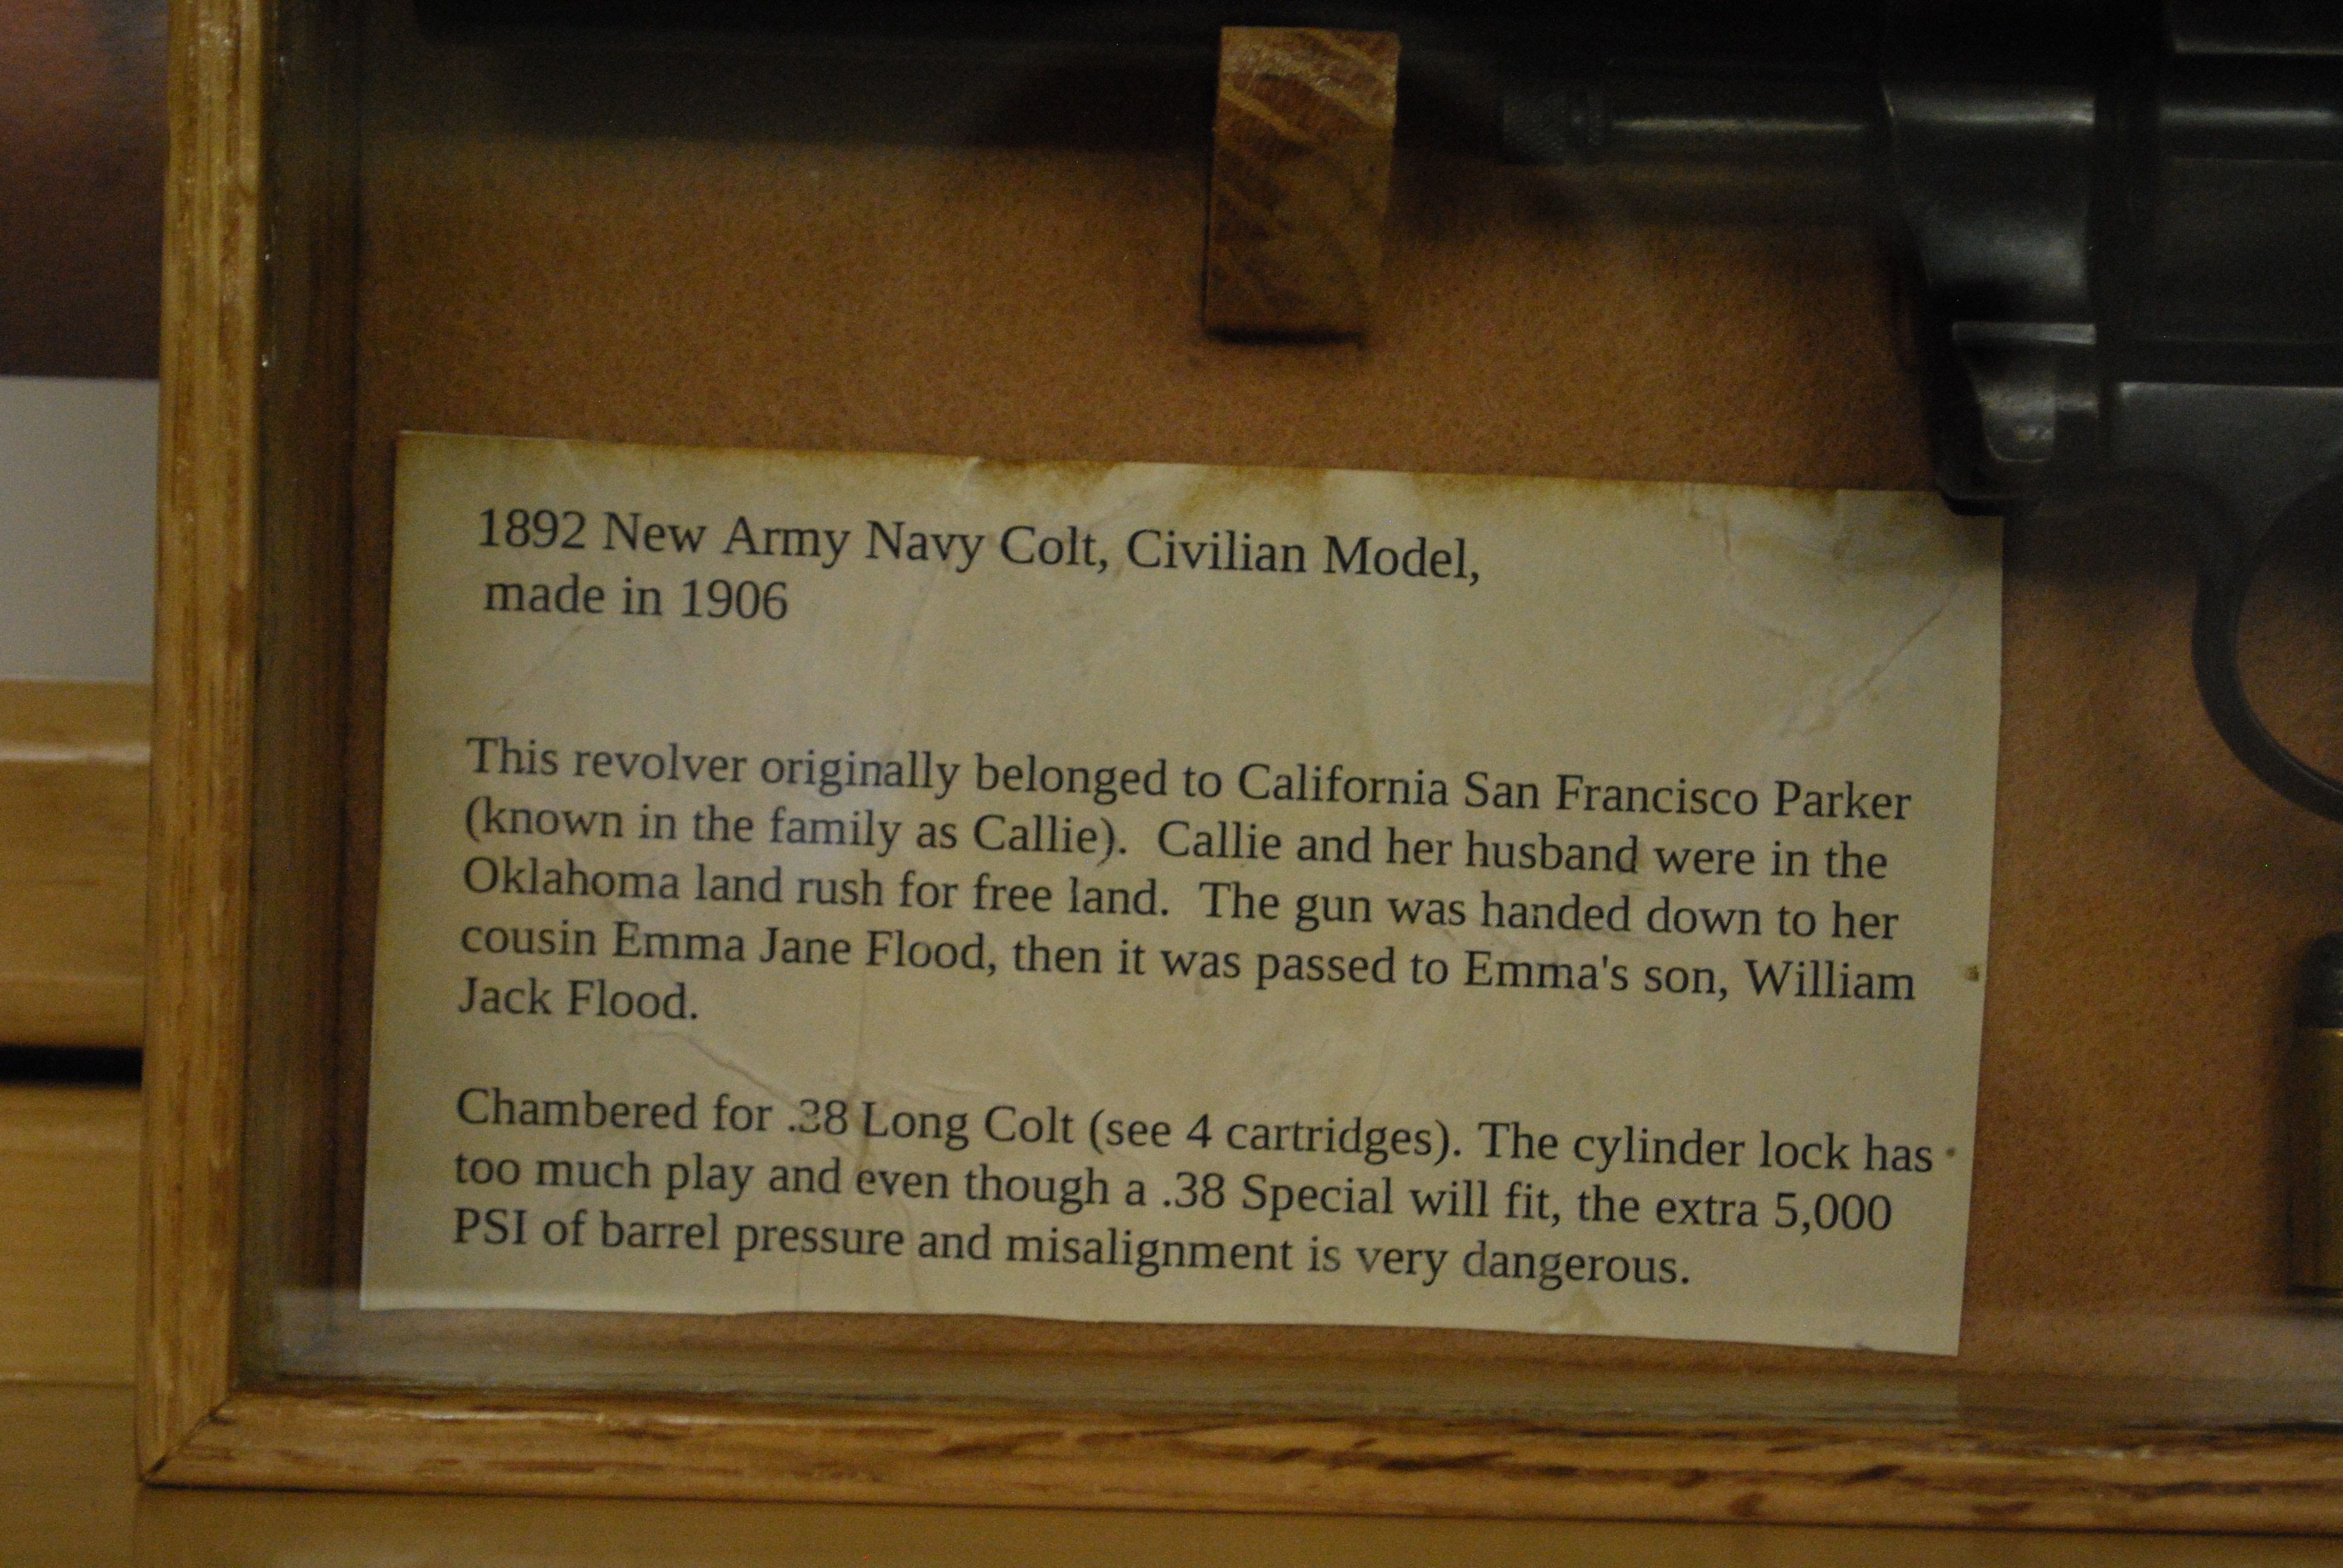 1892 New Army Navy Colt, Civilian Model,
made in 1906
This revolver originally belonged to California San Francisco Parker
(known in the family as Callie).  Callie and her husband were in the
Oklahoma land rush for free land.  The gun was handed down to her
cousin Emma Jane Flood, then it was passed to Emma's son, William
Jack Flood.
Chambered for .38 Long Colt (see 4 cartridges). The cylinder lock has
too much play and even though a .38 Special will fit, the extra 5,000
PSI of barrel pressure and misalignment is very dangerous.